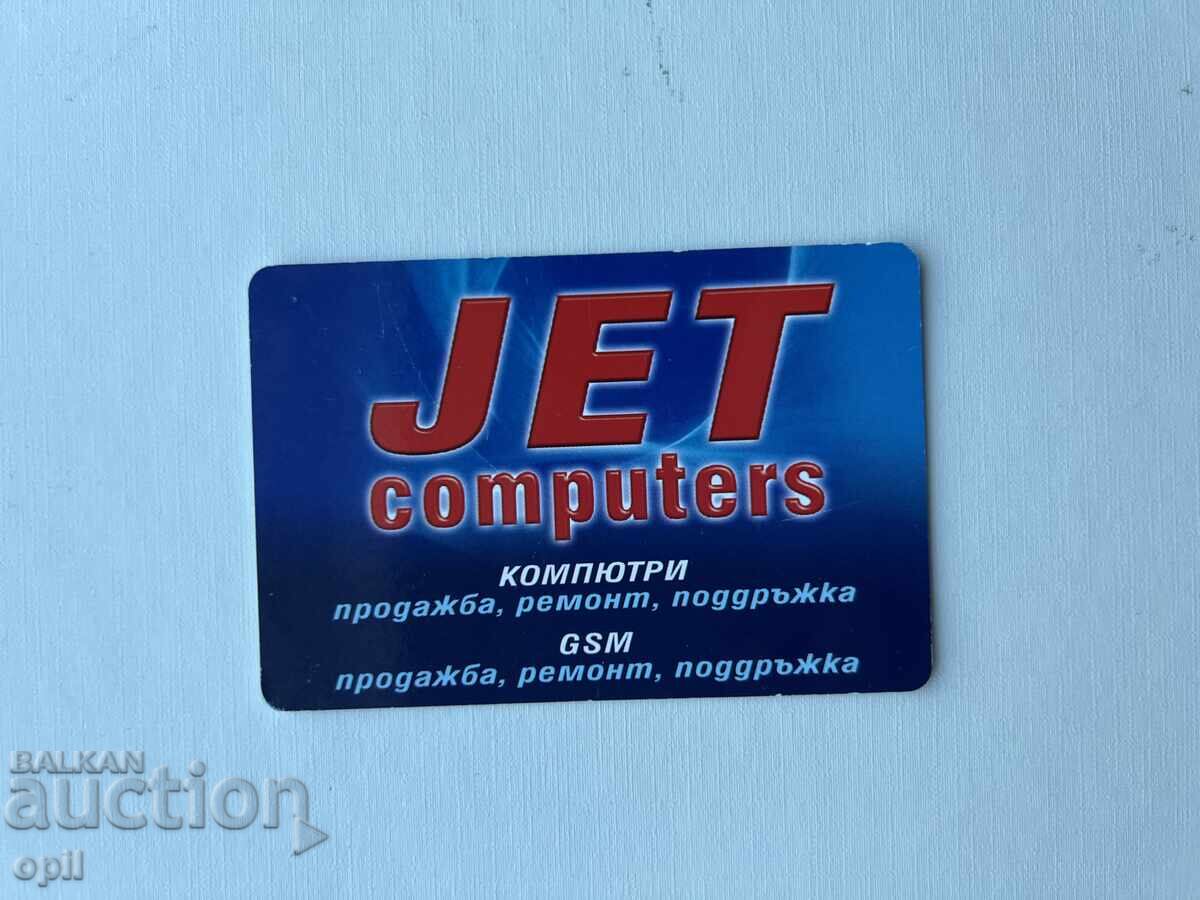 JET
computers
КОМПЮТРИ
продажба, ремонт, поддръжка
GSM
продажба, ремонт, поддръжка
BALKAN
auction
opil